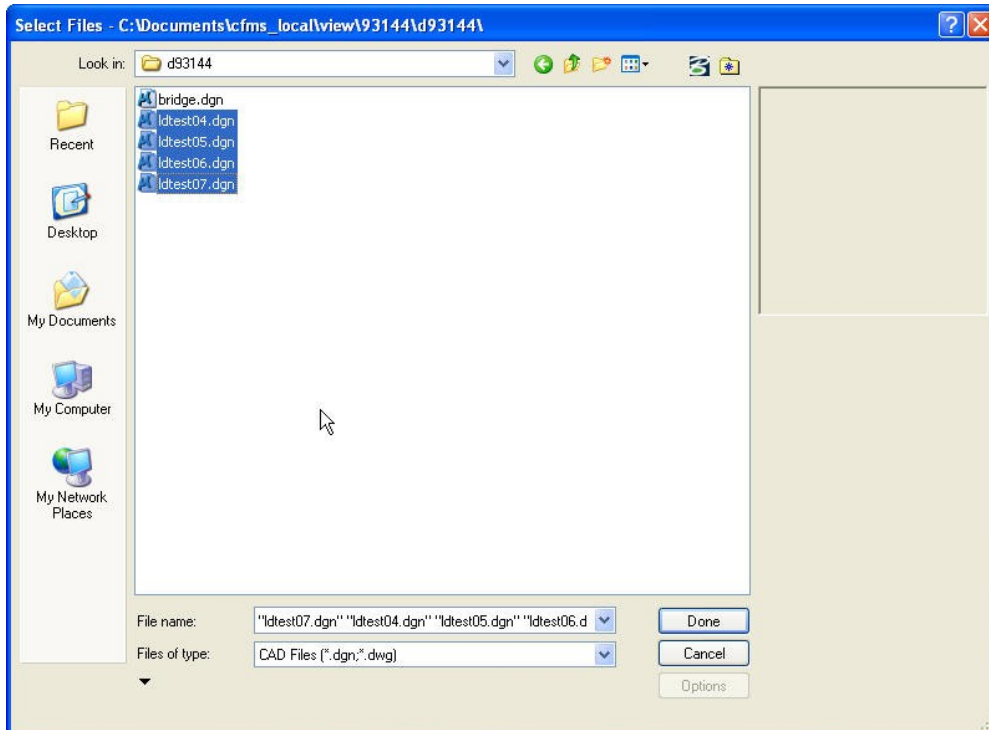 Select Files - C:\Documents\cfms_local\view\93144\d93144\
Look in:
d93144
Recent
Desktop
My Documents
My Computer
My Network
Places
bridge.dgn
ldtest04.dgn
ldtest05.dgn
ldtest06.dgn
ldtest07.dgn
File name:
"ldtest07.dgn" "ldtest04.dgn" "ldtest05.dgn" "ldtest06.d
Done
Files of type:
CAD Files (*.dgn;*.dwg)
Cancel
Options